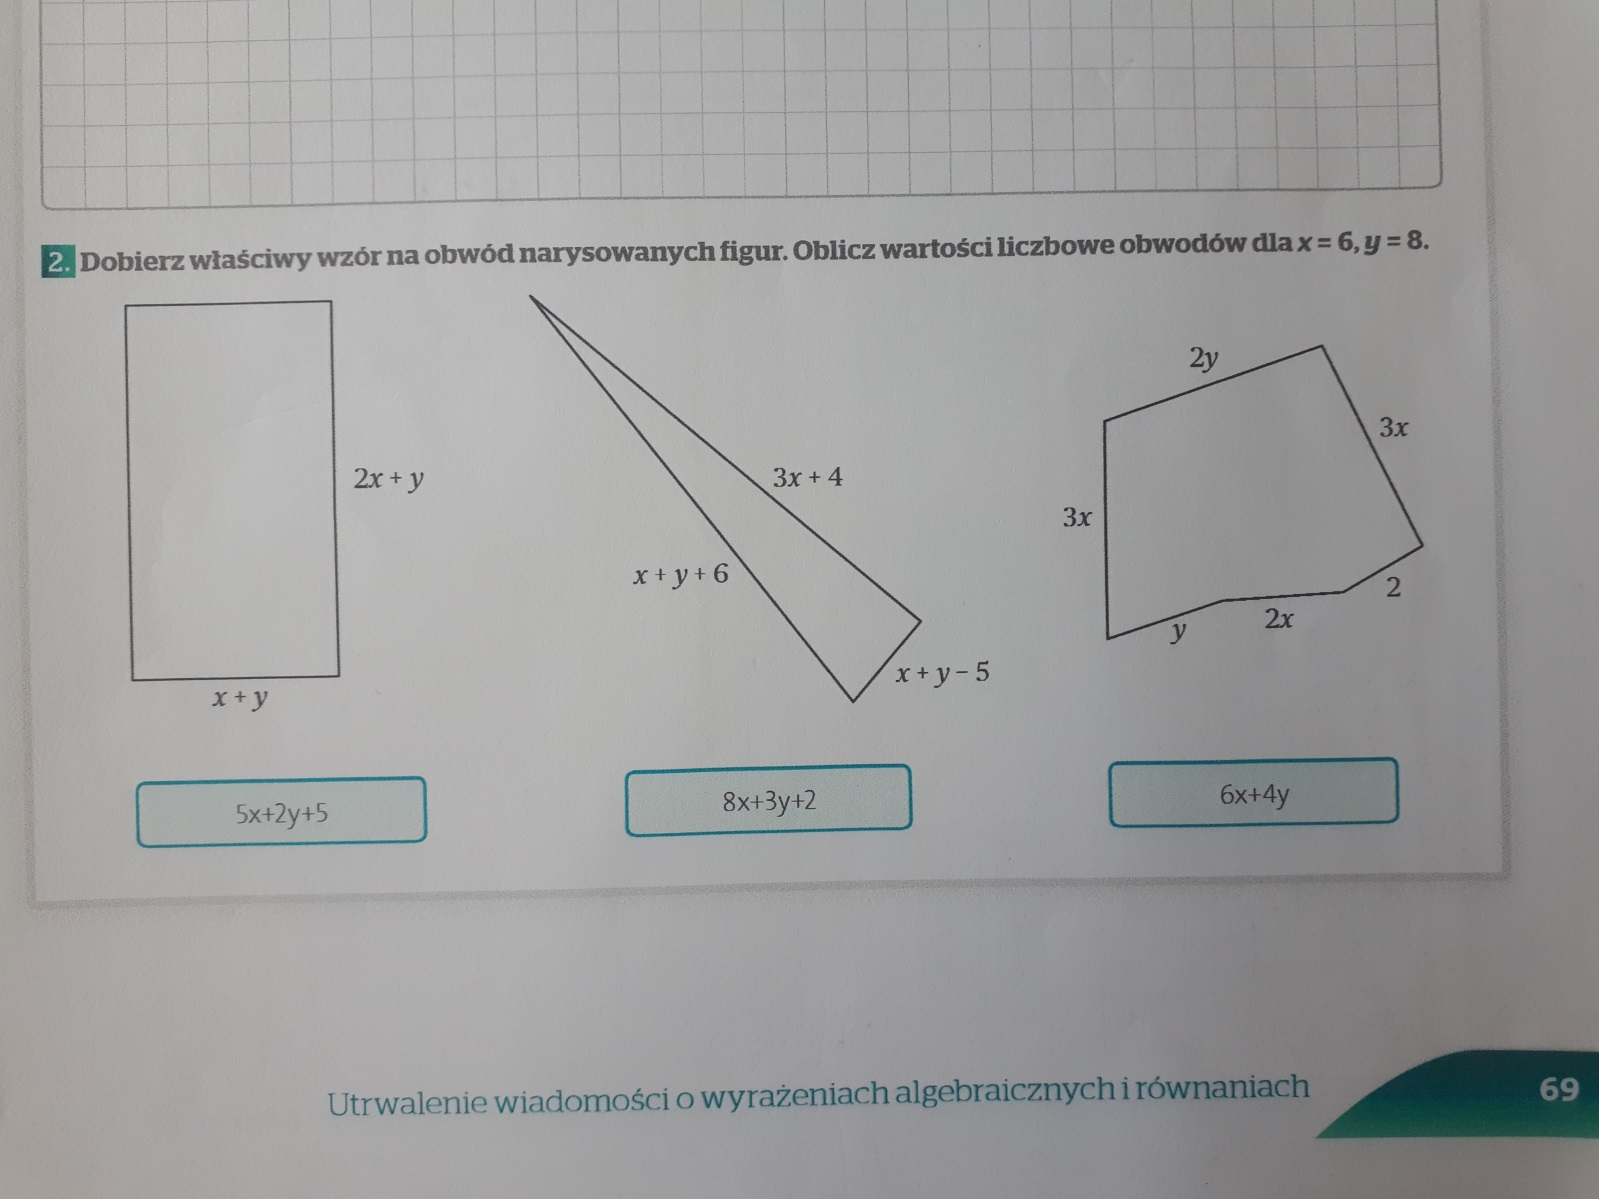 2. Dobierz właściwy wzór na obwód narysowanych figur. Oblicz wartości liczbowe obwodów dla x = 6, y = 8.
2x + y
x + y
3x + 4
x + y + 6
x + y – 5
2y
3x
3x
2
2x
y
5x+2y+5
8x+3y+2
6x+4y
Utrwalenie wiadomości o wyrażeniach algebraicznych i równaniach
69